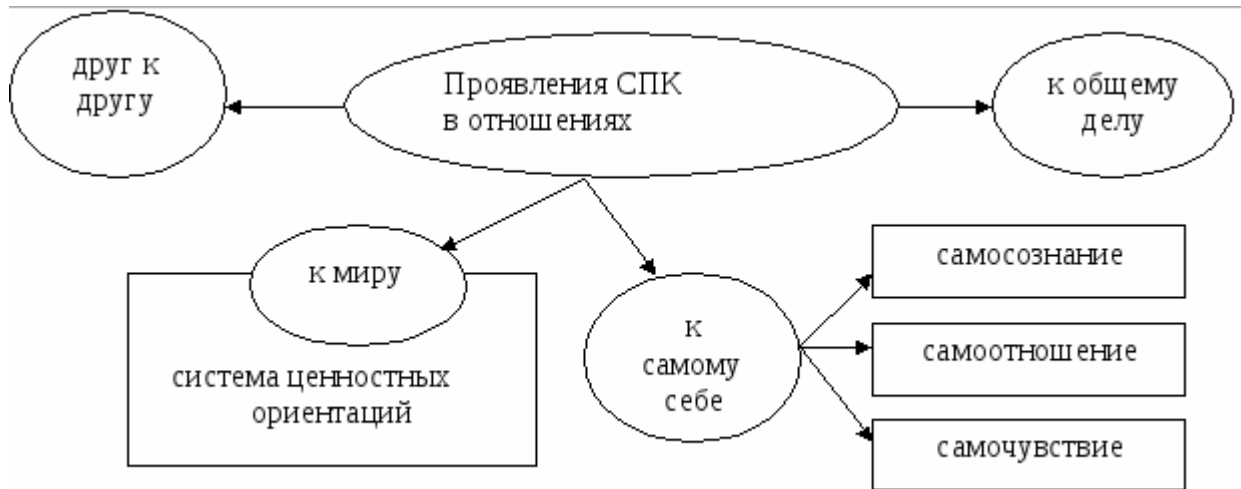 друг к
другу
Проявления СПК
в отношениях
к общему
делу
к миру
система ценностных
ориентаций
к
самому
себе
самосознание
самоотношение
самочувствие